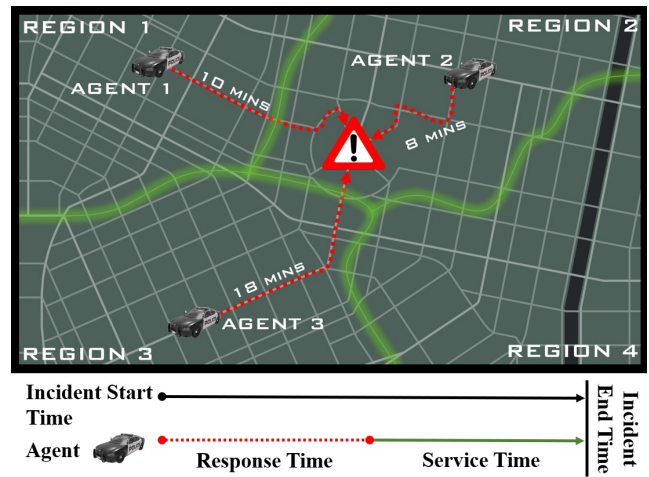 REGION 1
REGION 2
AGENT 1
10 MINS
AGENT 2
8 MINS
!
18 MINS
AGENT 3
REGION 3
REGION 4
Incident Start
Time
Agent
Response Time
Service Time
Incident
End Time